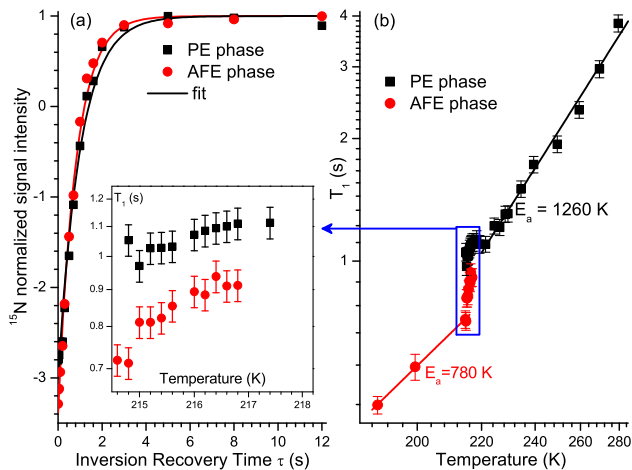 (a)
PE phase
AFE phase
fit
¹⁵N normalized signal intensity
1
0
-1
-2
-3
0 2 4 6 8 10 12
Inversion Recovery Time τ (s)
T₁ (s)
1.2
1.1
1
0.9
0.8
0.7
215 216 217 218
Temperature (K)
(b)
PE phase
AFE phase
T₁ (s)
4
3
2
1
Eₐ = 1260 K
Eₐ=780 K
200 220 240 260 280
Temperature (K)